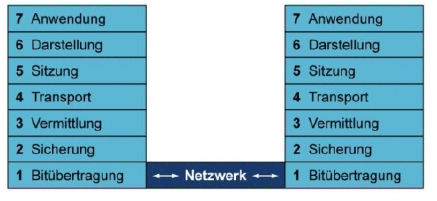 7 Anwendung
6 Darstellung
5 Sitzung
4 Transport
3 Vermittlung
2 Sicherung
1 Bitübertragung
Netzwerk
7 Anwendung
6 Darstellung
5 Sitzung
4 Transport
3 Vermittlung
2 Sicherung
1 Bitübertragung